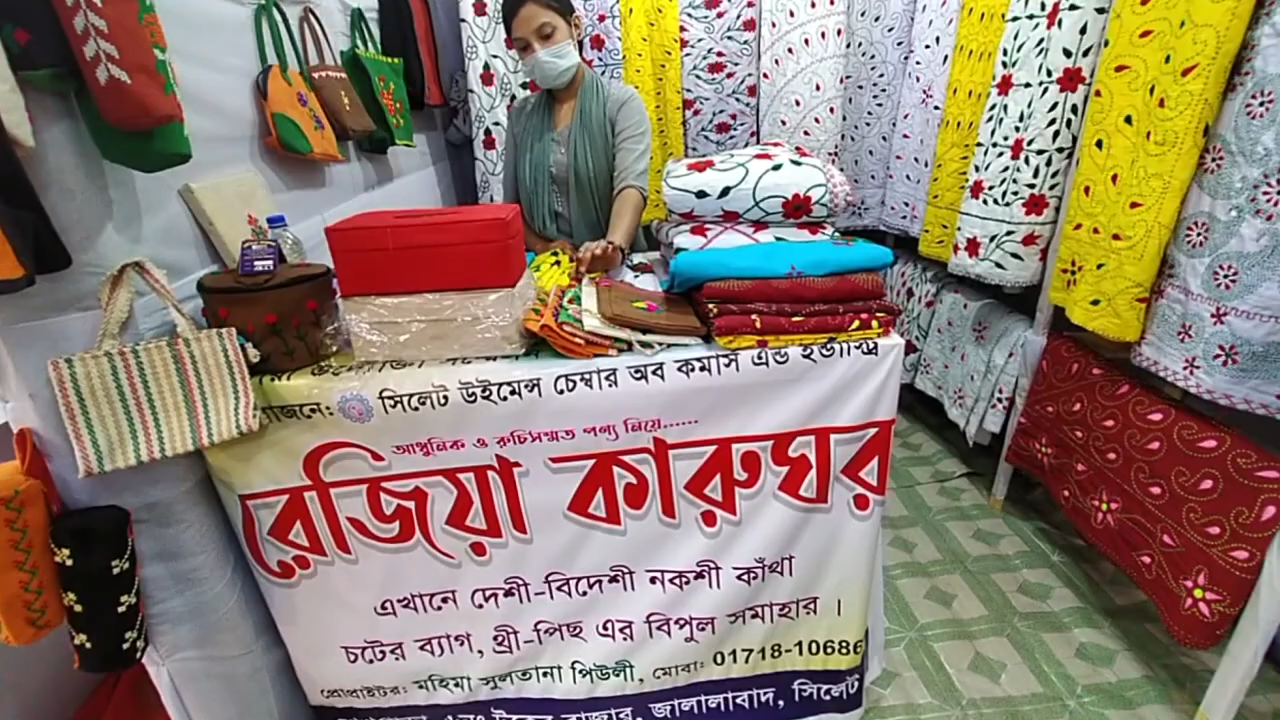 সিলেট উইমেন্স চেম্বার অব কমার্স এন্ড ইন্ডাস্ট্রি
আধুনিক ও রুচিসম্মত পণ্য নিয়ে......
রেজিয়া কারুঘর
এখানে দেশী-বিদেশী নকশী কাঁথা
চটের ব্যাগ, থ্রী-পিছ এর বিপুল সমাহার ।
প্রোপ্রাইটর: মহিমা সুলতানা পিউলী, মোবা: 01718-10686
বাজার, জালালাবাদ, সিলেট